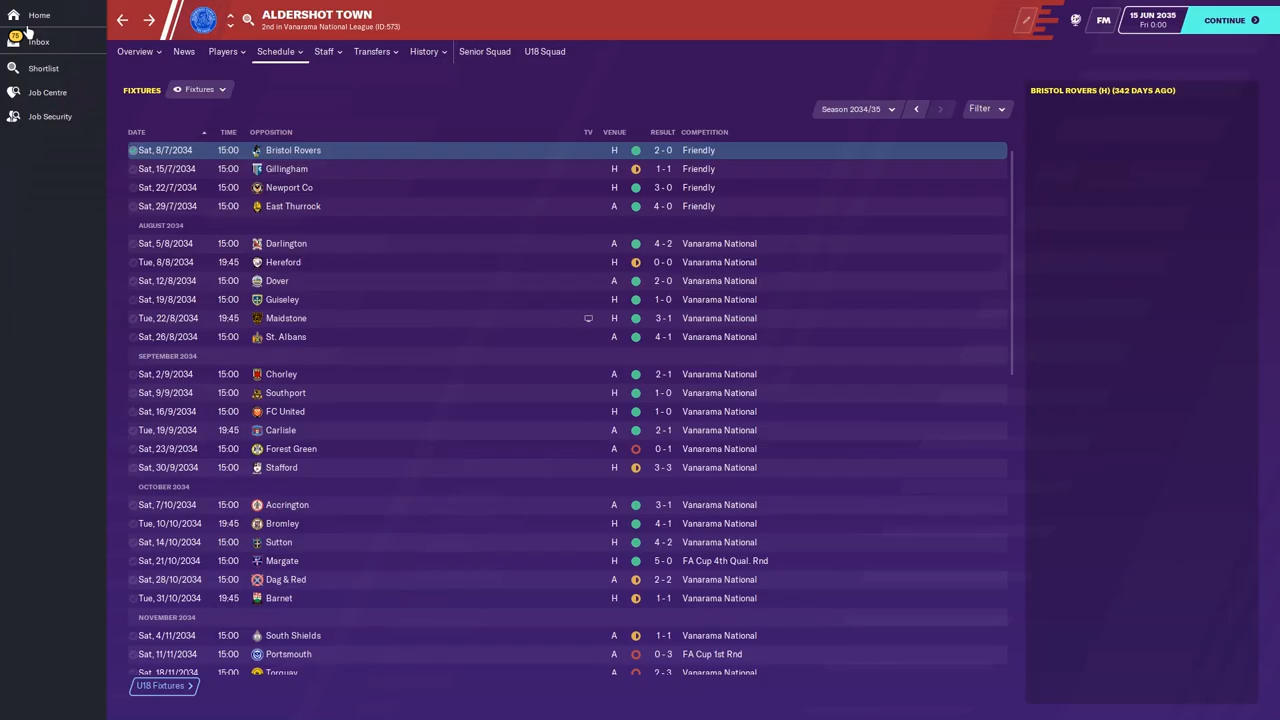 Home
75
Inbox
Shortlist
Job Centre
Job Security
ALDERSHOT TOWN
2nd in Vanarama National League (ID:573)
FM
15 JUN 2035
Fri 0:00
CONTINUE
Overview News Players Schedule Staff Transfers History Senior Squad U18 Squad
FIXTURES Fixtures
BRISTOL ROVERS (H) (342 DAYS AGO)
Season 2034/35 Filter
DATE TIME OPPOSITION TV VENUE RESULT COMPETITION
Sat, 8/7/2034 15:00 Bristol Rovers H 2 - 0 Friendly
Sat, 15/7/2034 15:00 Gillingham H 1 - 1 Friendly
Sat, 22/7/2034 15:00 Newport Co H 3 - 0 Friendly
Sat, 29/7/2034 15:00 East Thurrock A 4 - 0 Friendly
AUGUST 2034
Sat, 5/8/2034 15:00 Darlington A 4 - 2 Vanarama National
Tue, 8/8/2034 19:45 Hereford H 0 - 0 Vanarama National
Sat, 12/8/2034 15:00 Dover A 2 - 0 Vanarama National
Sat, 19/8/2034 15:00 Guiseley H 1 - 0 Vanarama National
Tue, 22/8/2034 19:45 Maidstone H 3 - 1 Vanarama National
Sat, 26/8/2034 15:00 St. Albans A 4 - 1 Vanarama National
SEPTEMBER 2034
Sat, 2/9/2034 15:00 Chorley A 2 - 1 Vanarama National
Sat, 9/9/2034 15:00 Southport H 1 - 0 Vanarama National
Sat, 16/9/2034 15:00 FC United H 1 - 0 Vanarama National
Tue, 19/9/2034 19:45 Carlisle A 2 - 1 Vanarama National
Sat, 23/9/2034 15:00 Forest Green A 0 - 1 Vanarama National
Sat, 30/9/2034 15:00 Stafford H 3 - 3 Vanarama National
OCTOBER 2034
Sat, 7/10/2034 15:00 Accrington A 3 - 1 Vanarama National
Tue, 10/10/2034 19:45 Bromley H 4 - 1 Vanarama National
Sat, 14/10/2034 15:00 Sutton H 4 - 2 Vanarama National
Sat, 21/10/2034 15:00 Margate H 5 - 0 FA Cup 4th Qual. Rnd
Sat, 28/10/2034 15:00 Dag & Red A 2 - 2 Vanarama National
Tue, 31/10/2034 19:45 Barnet H 1 - 1 Vanarama National
NOVEMBER 2034
Sat, 4/11/2034 15:00 South Shields A 1 - 1 Vanarama National
Sat, 11/11/2034 15:00 Portsmouth A 0 - 3 FA Cup 1st Rnd
Sat, 18/11/2034 15:00 Torquay A 2 - 3 Vanarama National
U18 Fixtures